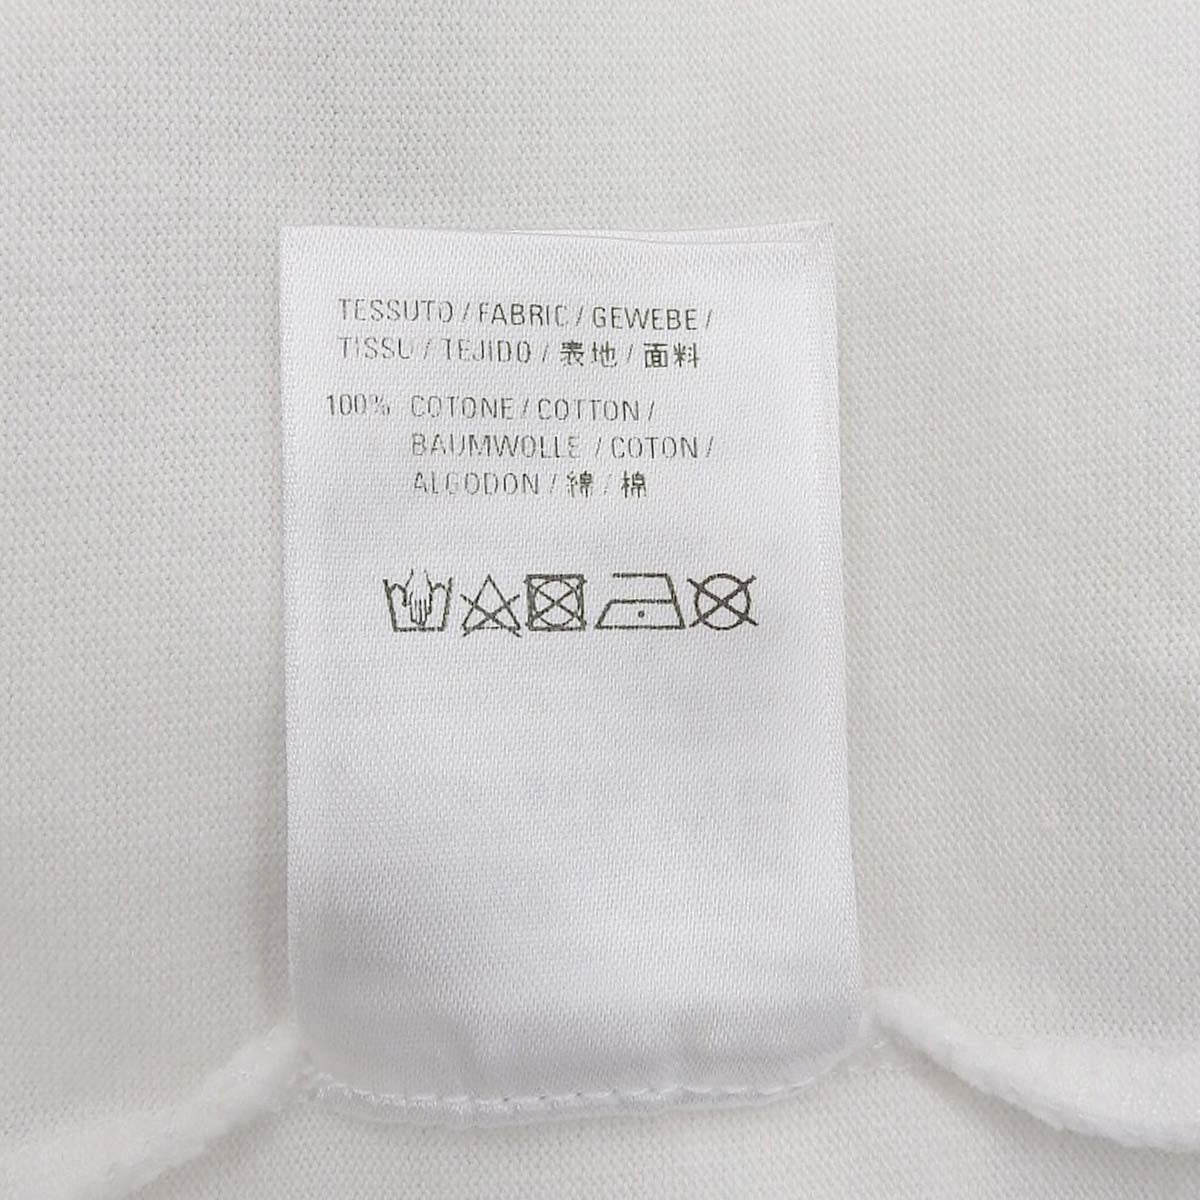 TESSUTO / FABRIC / GEWEBE /
TISSU / TEJIDO / 表地 / 面料
100% COTONE / COTTON /
BAUMWOLLE / COTON /
ALGODON / 綿 / 棉